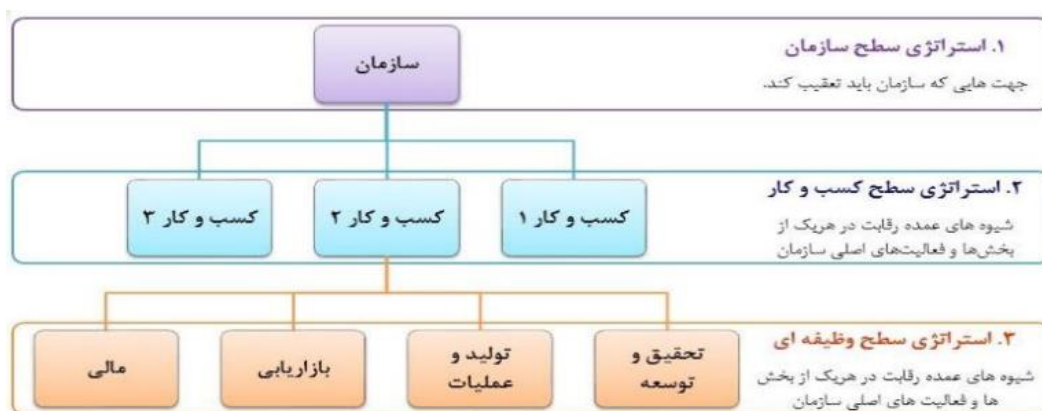 ۱. استراتژی سطح سازمان
جهت هایی که سازمان باید تعقیب کند.
سازمان
۲. استراتژی سطح کسب و کار
شیوه های عمده رقابت در هریک از
بخش‌ها و فعالیت‌های اصلی سازمان
کسب و کار ۱
کسب و کار ۲
کسب و کار ۳
۳. استراتژی سطح وظیفه ای
شیوه های عمده رقابت در هریک از بخش
ها و فعالیت های اصلی سازمان
تحقیق و
توسعه
تولید و
عملیات
بازاریابی
مالی